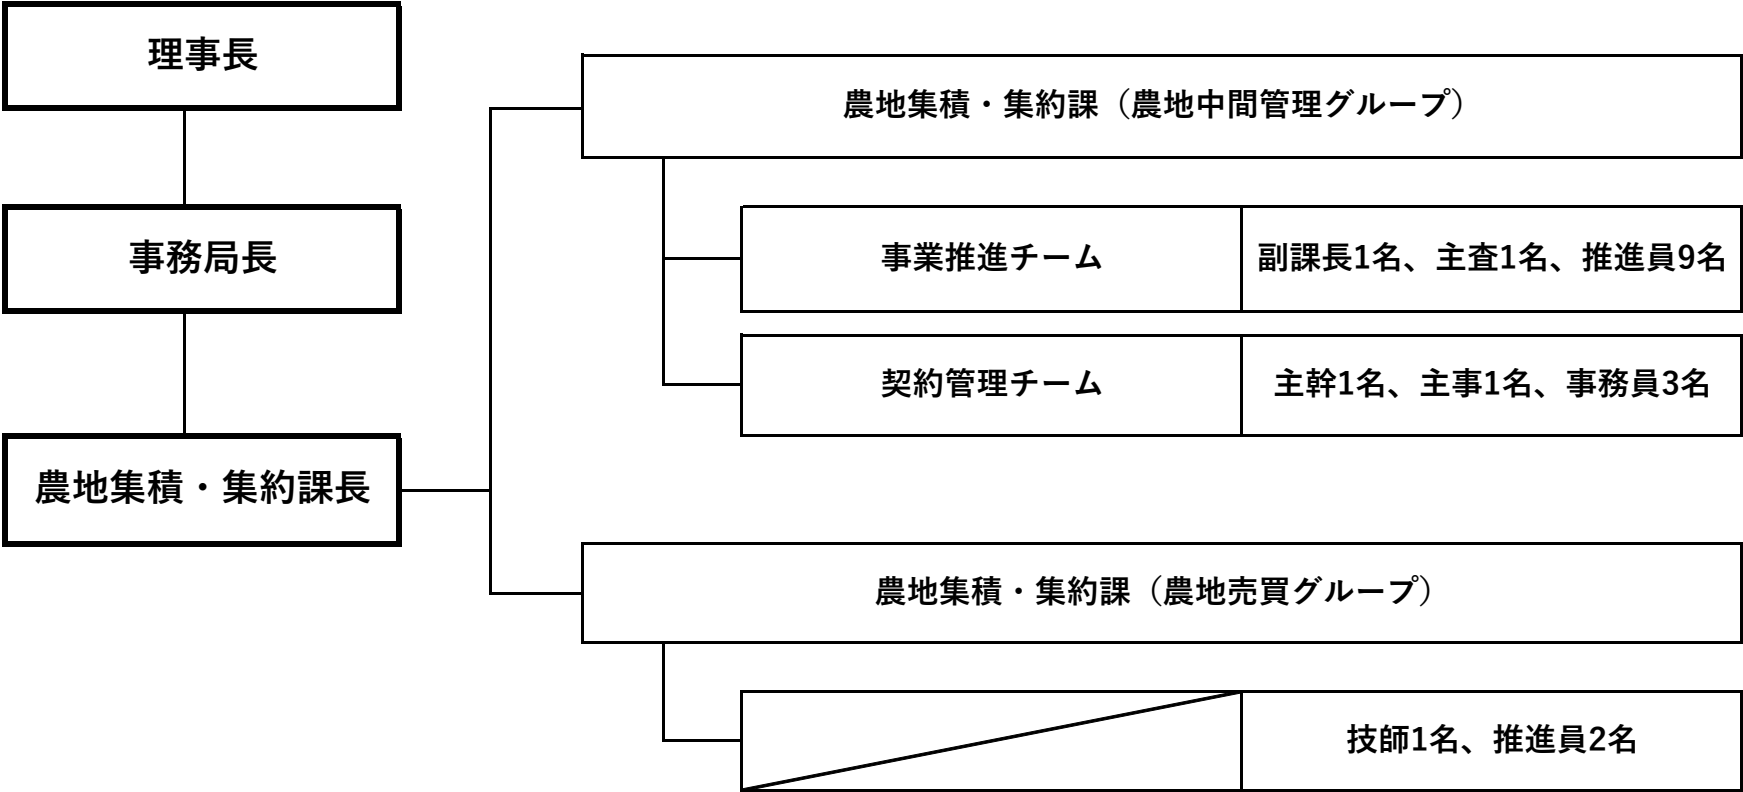 理事長
事務局長
農地集積・集約課長
農地集積・集約課（農地中間管理グループ）
事業推進チーム
副課長1名、主査1名、推進員9名
契約管理チーム
主幹1名、主事1名、事務員3名
農地集積・集約課（農地売買グループ）
技師1名、推進員2名